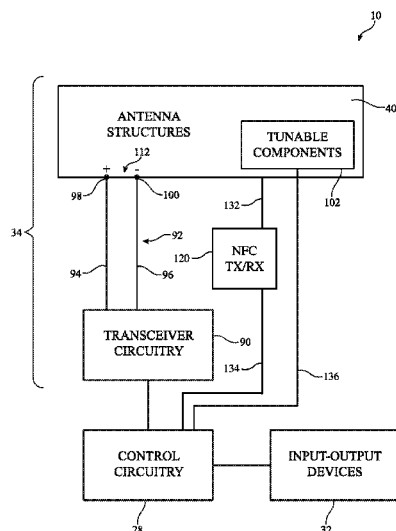 10
ANTENNA
STRUCTURES
40
TUNABLE
COMPONENTS
+
-
112
98
100
102
132
34
92
120
NFC
TX/RX
94
96
TRANSCEIVER
CIRCUITRY
90
134
136
CONTROL
CIRCUITRY
INPUT-OUTPUT
DEVICES
28
32